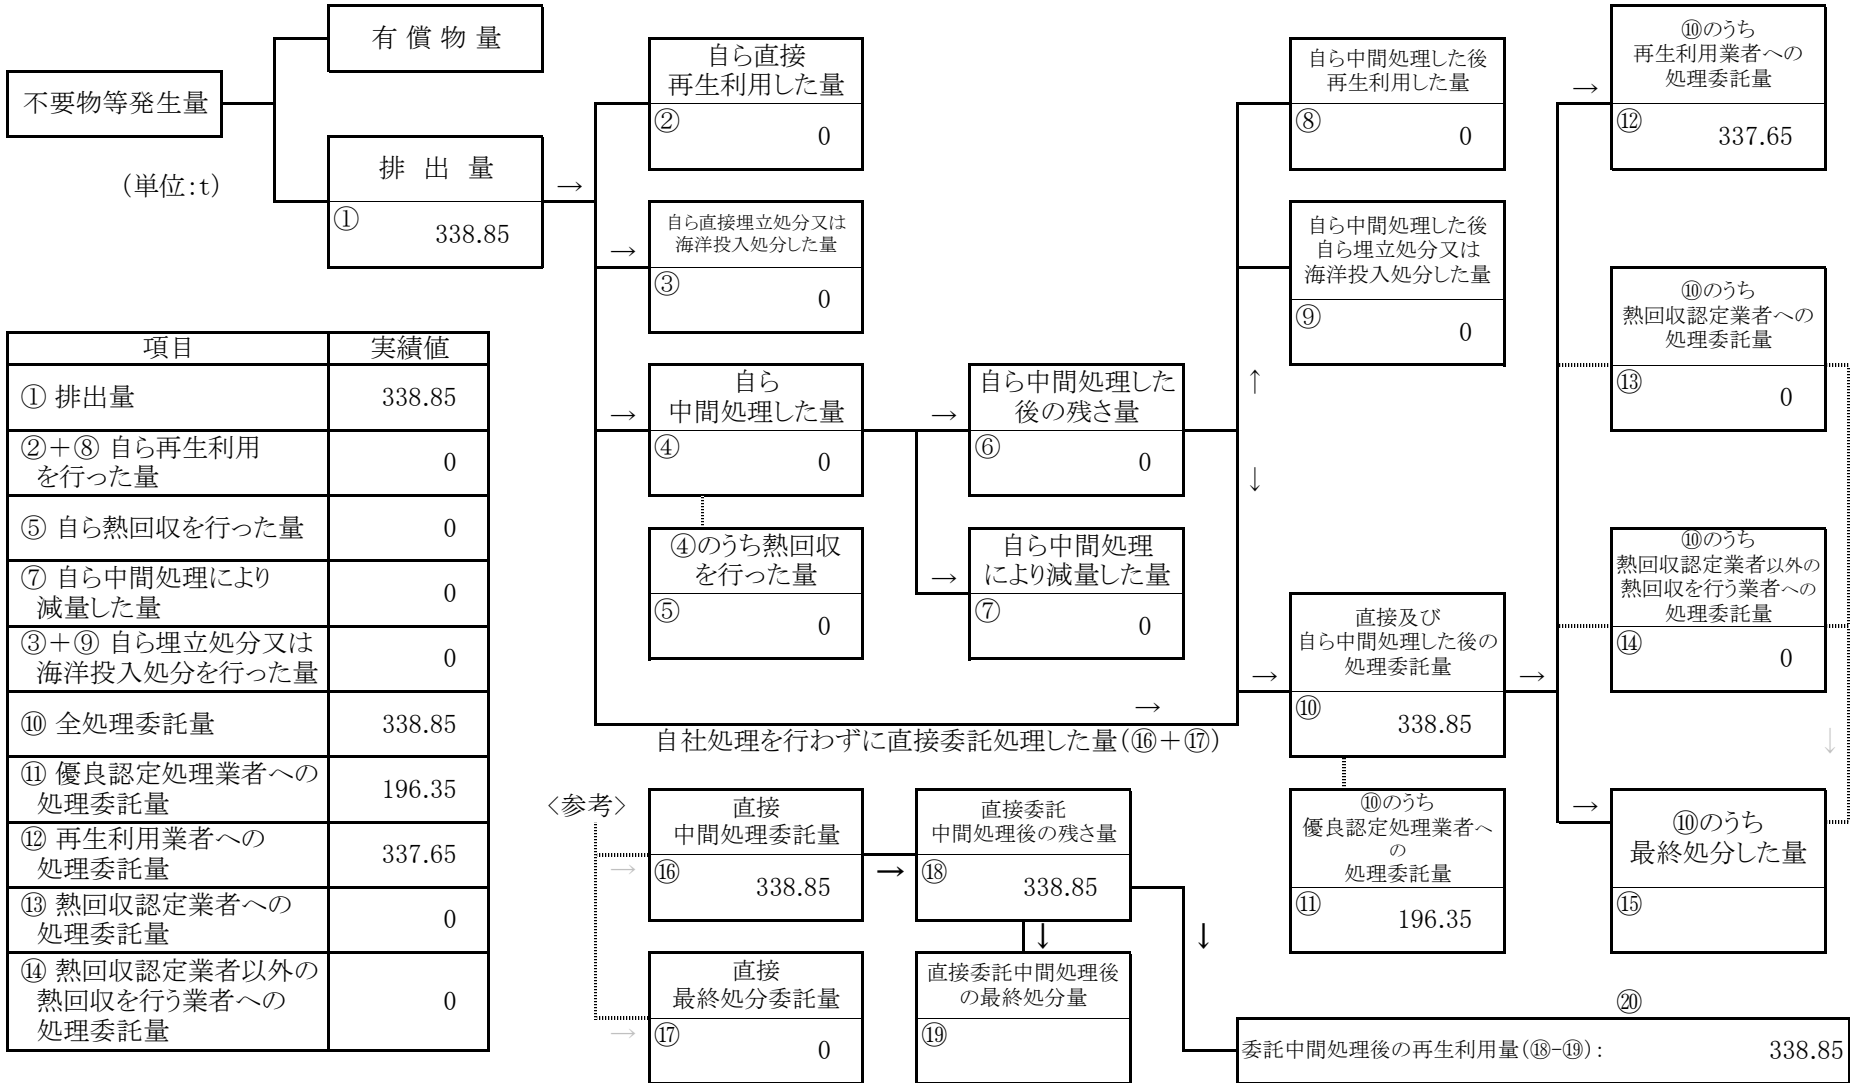 有 償 物 量
不要物等発生量
排 出 量
① 338.85
(単位:t)
→
自ら直接
再生利用した量
② 0
→
自ら直接埋立処分又は
海洋投入処分した量
③ 0
→
自ら
中間処理した量
④ 0
④のうち熱回収
を行った量
⑤ 0
→
自ら中間処理した
後の残さ量
⑥ 0
→
自ら中間処理
により減量した量
⑦ 0
自ら中間処理した後
再生利用した量
⑧ 0
自ら中間処理した後
自ら埋立処分又は
海洋投入処分した量
⑨ 0
↑
↓
→
直接及び
自ら中間処理した後の
処理委託量
⑩ 338.85
→
→
自社処理を行わずに直接委託処理した量(⑯+⑰)
⑩のうち
優良認定処理業者へ
の
処理委託量
⑪ 196.35
→
⑩のうち
再生利用業者への
処理委託量
⑫ 337.65
⑩のうち
熱回収認定業者への
処理委託量
⑬ 0
⑩のうち
熱回収認定業者以外の
熱回収を行う業者への
処理委託量
⑭ 0
↓
→
⑩のうち
最終処分した量
⑮
項目 実績値
① 排出量 338.85
②+⑧ 自ら再生利用
を行った量 0
⑤ 自ら熱回収を行った量 0
⑦ 自ら中間処理により
減量した量 0
③+⑨ 自ら埋立処分又は
海洋投入処分を行った量 0
⑩ 全処理委託量 338.85
⑪ 優良認定処理業者への
処理委託量 196.35
⑫ 再生利用業者への
処理委託量 337.65
⑬ 熱回収認定業者への
処理委託量 0
⑭ 熱回収認定業者以外の
熱回収を行う業者への
処理委託量 0
<参考>
→
直接
中間処理委託量
⑯ 338.85
→
直接委託
中間処理後の残さ量
⑱ 338.85
↓
↓
→
直接
最終処分委託量
⑰ 0
直接委託中間処理後
の最終処分量
⑲
⑳
委託中間処理後の再生利用量(⑱-⑲): 338.85